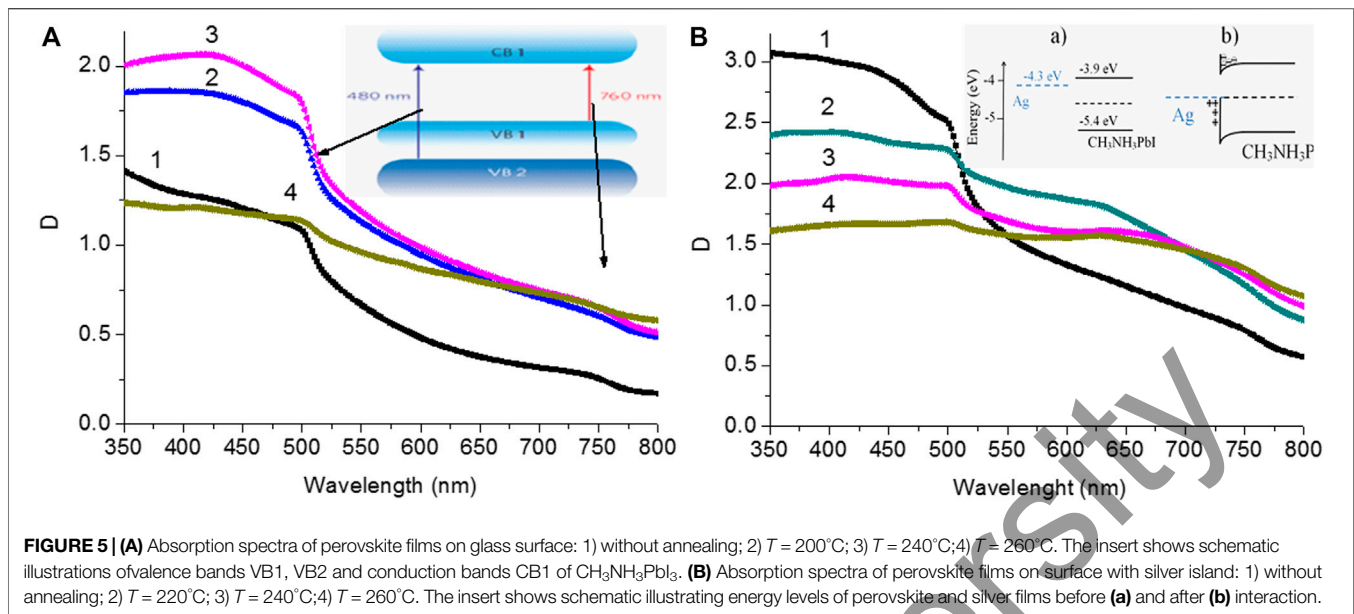 A
3
2
1
4
CB 1
480 nm
760 nm
VB 1
VB 2
2.0
1.5
1.0
0.5
0.0
D
350 400 450 500 550 600 650 700 750 800
Wavelength (nm)
B
1
2
3
4
a)
b)
-4
-5
Energy (eV)
-4.3 eV
Ag
-3.9 eV
-5.4 eV
CH3NH3PbI
Ag
CH3NH3P
3.0
2.5
2.0
1.5
1.0
0.5
0.0
D
350 400 450 500 550 600 650 700 750 800
Wavelenght (nm)
FIGURE 5 | (A) Absorption spectra of perovskite films on glass surface: 1) without annealing; 2) T = 200°C; 3) T = 240°C;4) T = 260°C. The insert shows schematic
illustrations ofvalence bands VB1, VB2 and conduction bands CB1 of CH3NH3PbI3. (B) Absorption spectra of perovskite films on surface with silver island: 1) without
annealing; 2) T = 220°C; 3) T = 240°C;4) T = 260°C. The insert shows schematic illustrating energy levels of perovskite and silver films before (a) and after (b) interaction.
ersity